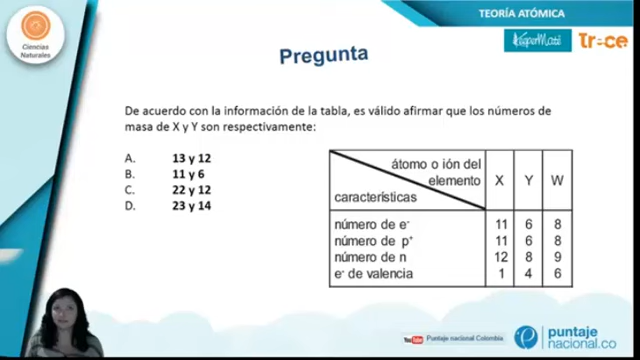 TEORÍA ATÓMICA
Ciencias
Naturales
Pregunta
De acuerdo con la información de la tabla, es válido afirmar que los números de
masa de X y Y son respectivamente:
A. 13 y 12
B. 11 y 6
C. 22 y 12
D. 23 y 14
átomo o ión del
elemento X Y W
características
número de e⁻ 11 6 8
número de p⁺ 11 6 8
número de n 12 8 9
e⁻ de valencia 1 4 6
Puntaje nacional Colombia
puntaje
nacional.co